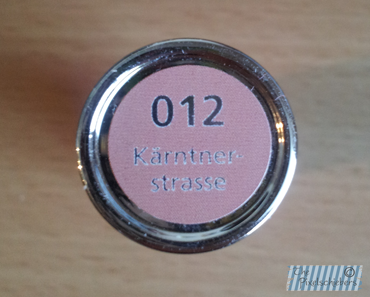 012
Kärntner-
strasse